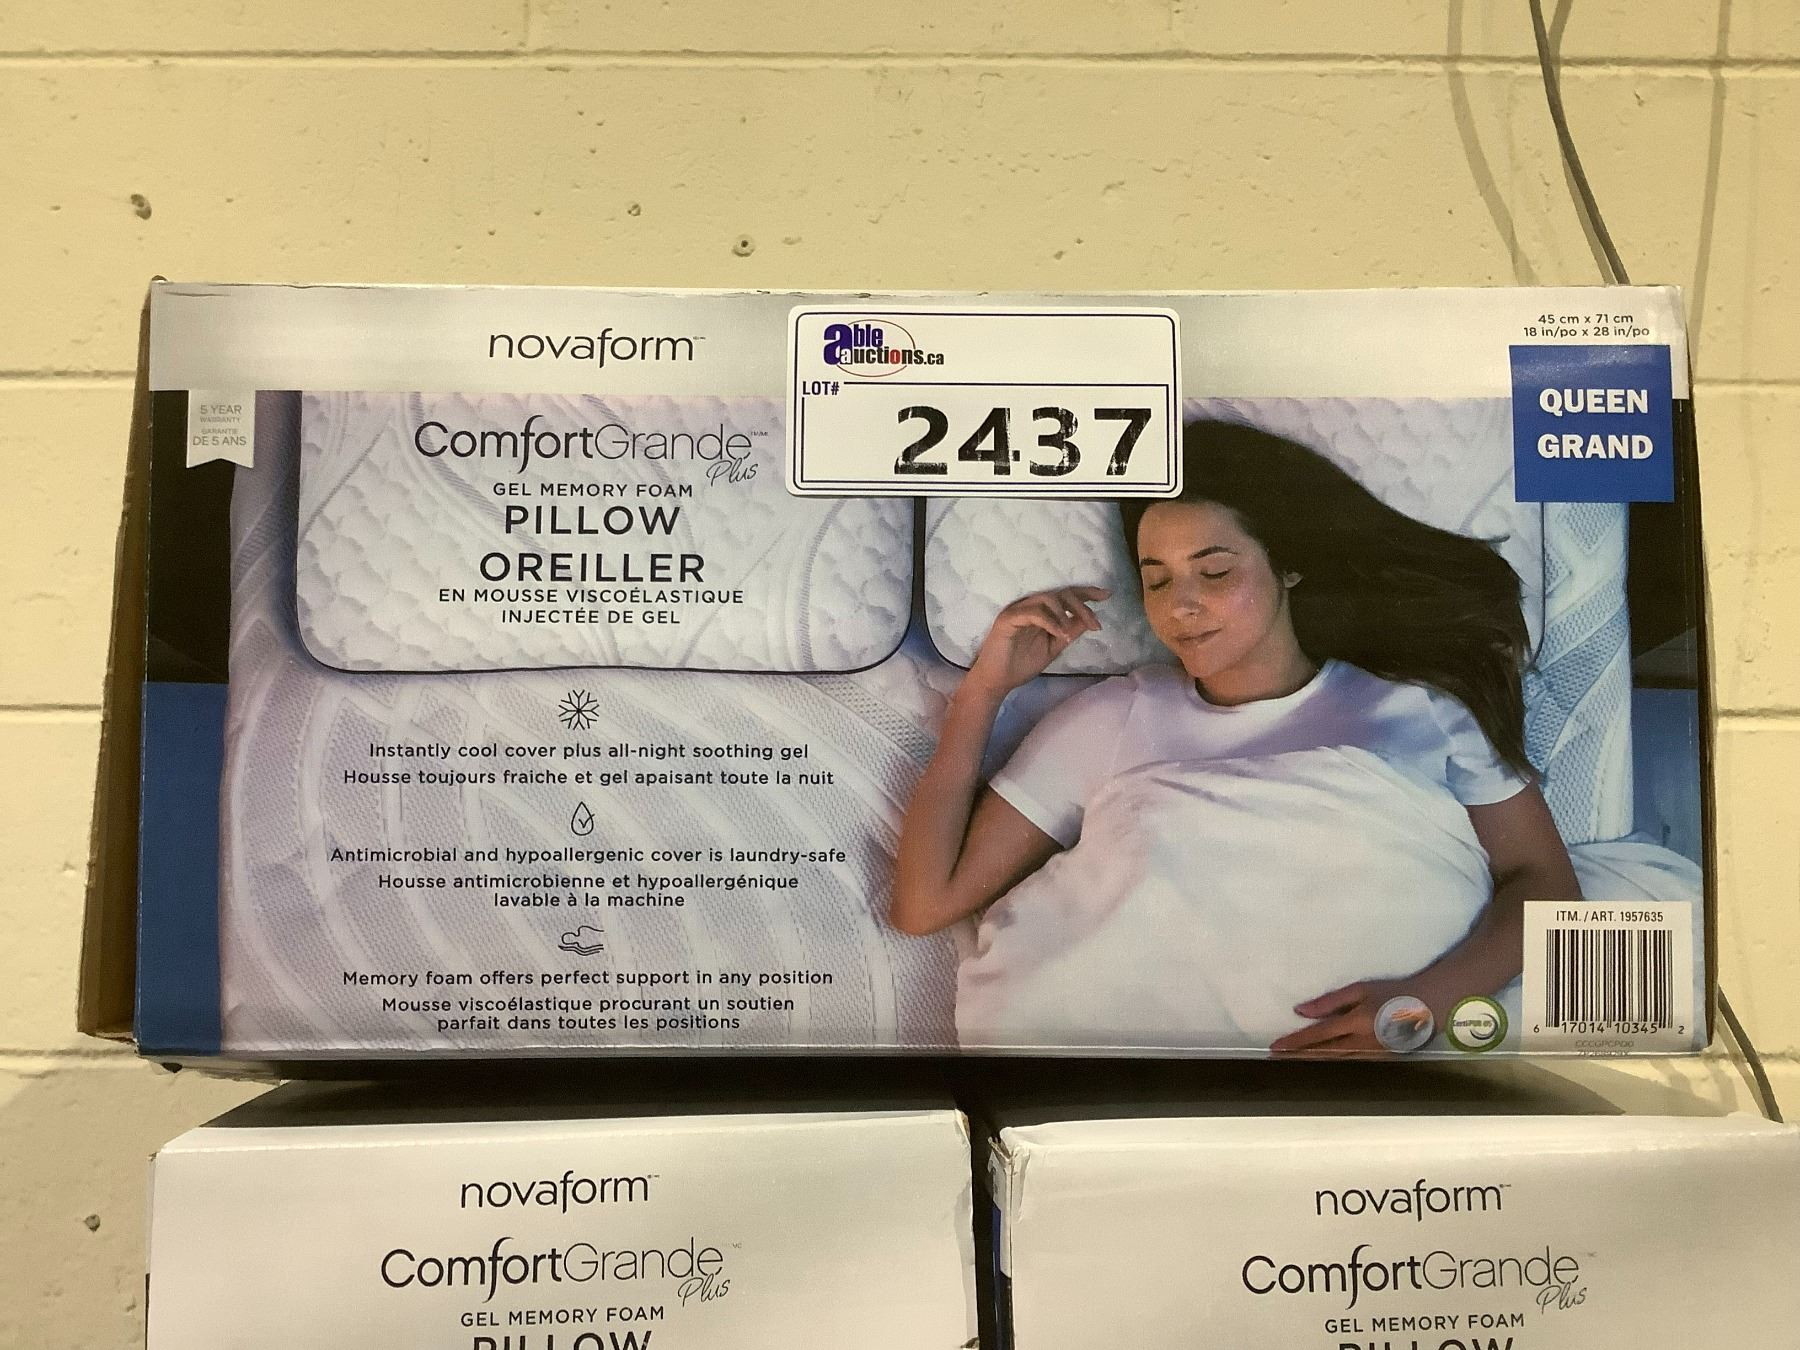 novaform
5 YEAR
WARRANTY
GARANTIE
DE 5 ANS
ComfortGrande
Plus
GEL MEMORY FOAM
PILLOW
OREILLER
EN MOUSSE VISCOÉLASTIQUE
INJECTÉE DE GEL
able
auctions.ca
LOT#
2437
45 cm x 71 cm
18 in/po x 28 in/po
QUEEN
GRAND
Instantly cool cover plus all-night soothing gel
Housse toujours fraiche et gel apaisant toute la nuit
Antimicrobial and hypoallergenic cover is laundry-safe
Housse antimicrobienne et hypoallergénique
lavable à la machine
Memory foam offers perfect support in any position
Mousse viscoélastique procurant un soutien
parfait dans toutes les positions
CertiPUR-US
ITM. / ART. 1957635
6 17014 10345 2
novaform
ComfortGrande
Plus
GEL MEMORY FOAM
PILLOW
novaform
ComfortGrande
Plus
GEL MEMORY FOAM
PILLOW